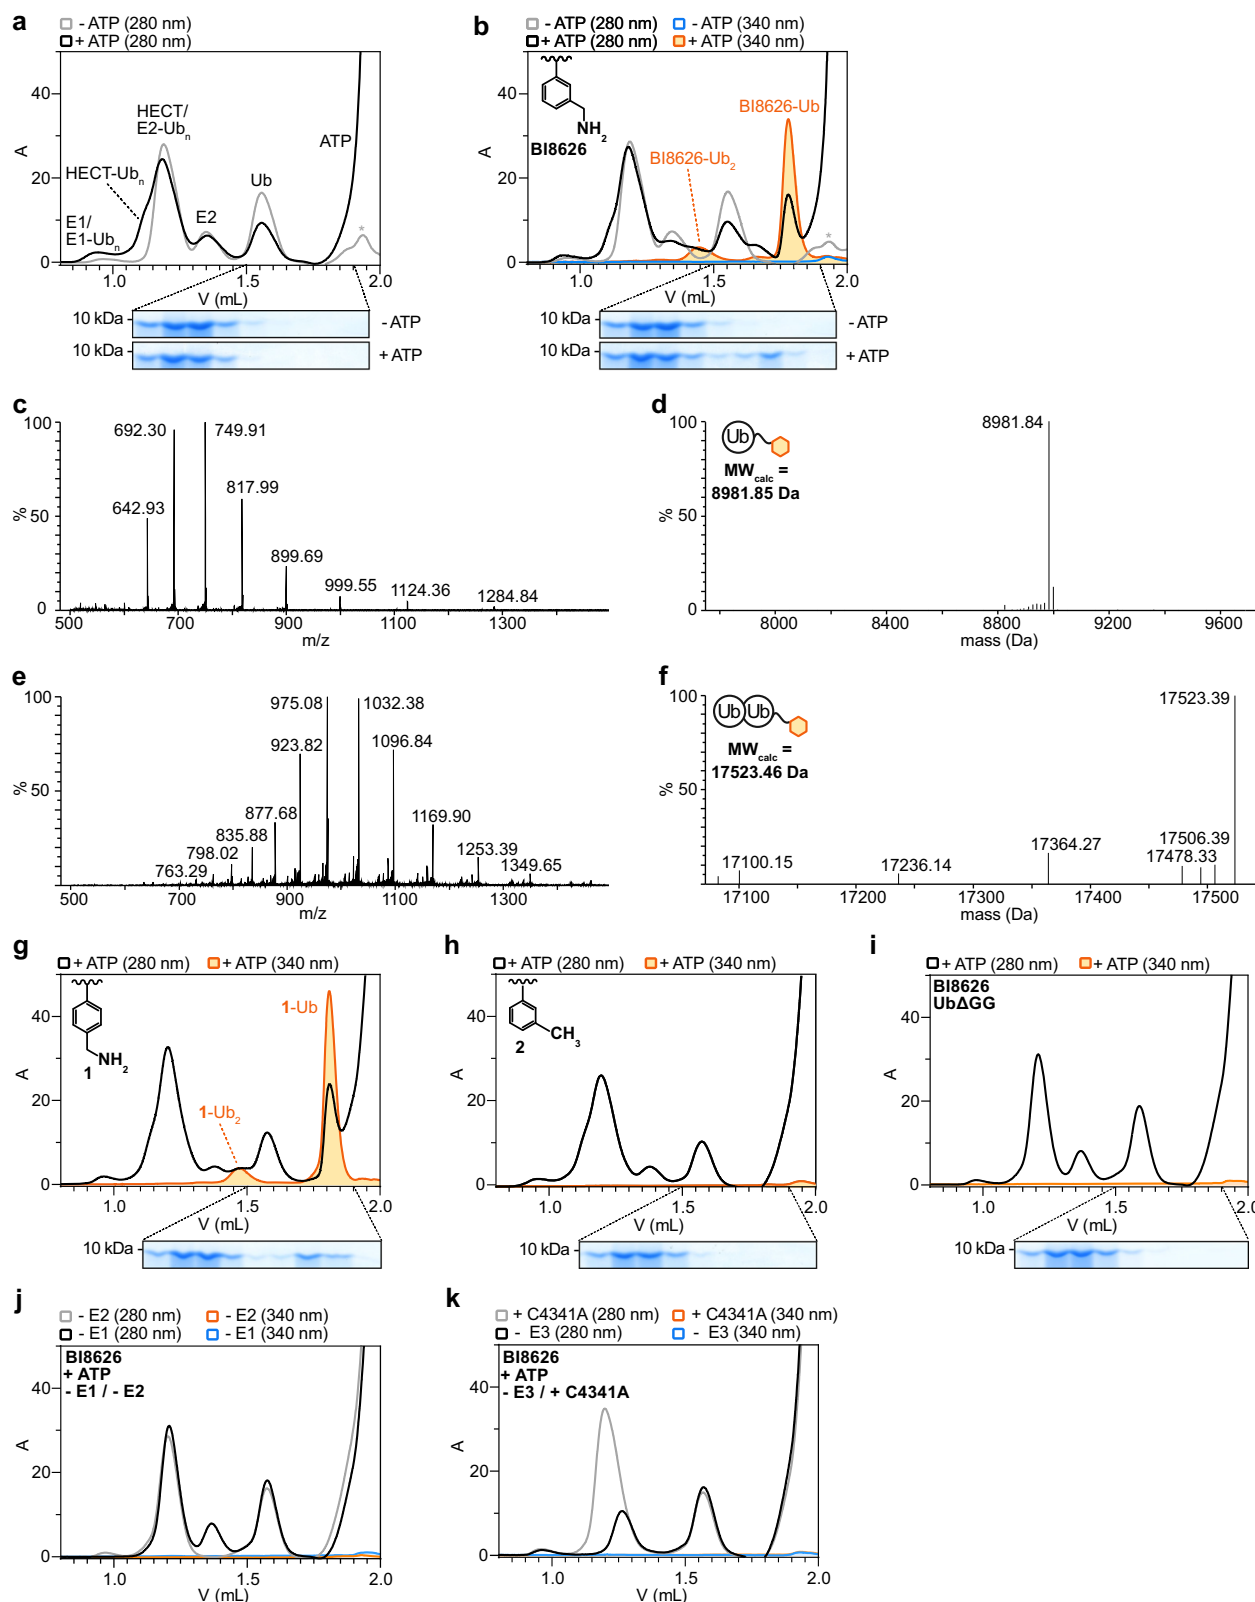 a
- ATP (280 nm)
+ ATP (280 nm)
A
40
20
0
HECT/
E2-Ubn
HECT-Ubn
E1/
E1-Ubn
E2
Ub
ATP
*
1.0
1.5
2.0
V (mL)
10 kDa
- ATP
10 kDa
+ ATP
b
- ATP (280 nm)
- ATP (340 nm)
+ ATP (280 nm)
+ ATP (340 nm)
A
40
20
0
NH2
BI8626
BI8626-Ub
BI8626-Ub2
*
1.0
1.5
2.0
V (mL)
10 kDa
- ATP
10 kDa
+ ATP
c
100
50
0
%
692.30
749.91
642.93
817.99
899.69
999.55
1124.36
1284.84
500
700
900
1100
1300
m/z
d
100
50
0
%
Ub
MWcalc =
8981.85 Da
8981.84
8000
8400
8800
9200
9600
mass (Da)
e
100
50
%
975.08
1032.38
923.82
1096.84
877.68
835.88
798.02
763.29
1169.90
1253.39
1349.65
500
700
900
1100
1300
m/z
f
100
50
0
%
Ub Ub
MWcalc =
17523.46 Da
17523.39
17100.15
17236.14
17364.27
17506.39
17478.33
17100
17200
17300
17400
17500
mass (Da)
g
+ ATP (280 nm)
+ ATP (340 nm)
A
40
20
0
NH2
1
1-Ub
1-Ub2
1.0
1.5
2.0
V (mL)
10 kDa
h
+ ATP (280 nm)
+ ATP (340 nm)
A
40
20
0
CH3
2
1.0
1.5
2.0
V (mL)
10 kDa
i
+ ATP (280 nm)
+ ATP (340 nm)
BI8626
UbΔGG
A
40
20
0
1.0
1.5
2.0
V (mL)
10 kDa
j
- E2 (280 nm)
- E2 (340 nm)
- E1 (280 nm)
- E1 (340 nm)
BI8626
+ ATP
- E1 / - E2
A
40
20
0
1.0
1.5
2.0
V (mL)
k
+ C4341A (280 nm)
+ C4341A (340 nm)
- E3 (280 nm)
- E3 (340 nm)
BI8626
+ ATP
- E3 / + C4341A
A
40
20
0
1.0
1.5
2.0
V (mL)